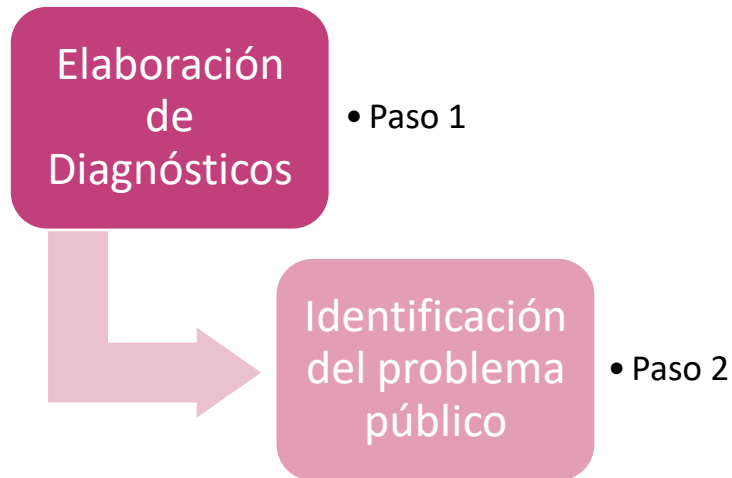 Elaboración
de
Diagnósticos
• Paso 1
Identificación
del problema
público
• Paso 2